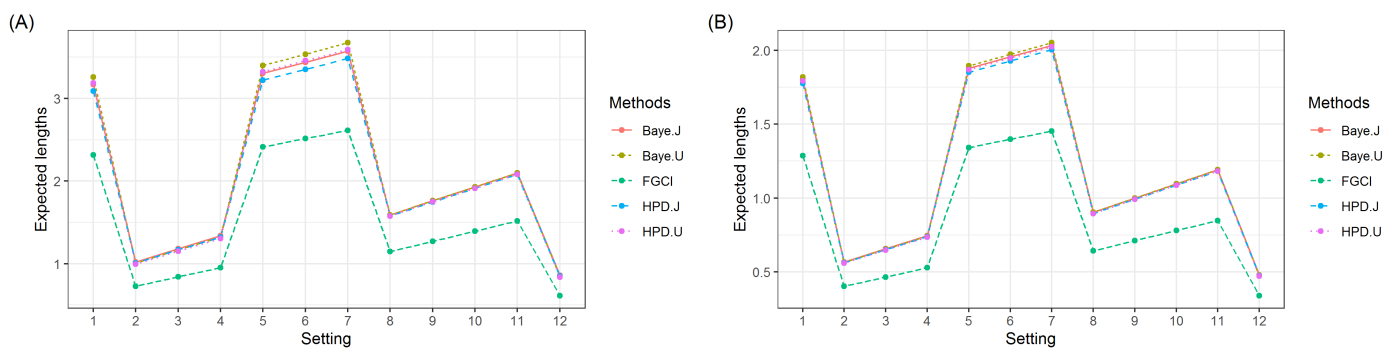 (A)
Expected lengths
3
2
1
1 2 3 4 5 6 7 8 9 10 11 12
Setting
Methods
Baye.J
Baye.U
FGCI
HPD.J
HPD.U
(B)
Expected lengths
2.0
1.5
1.0
0.5
1 2 3 4 5 6 7 8 9 10 11 12
Setting
Methods
Baye.J
Baye.U
FGCI
HPD.J
HPD.U